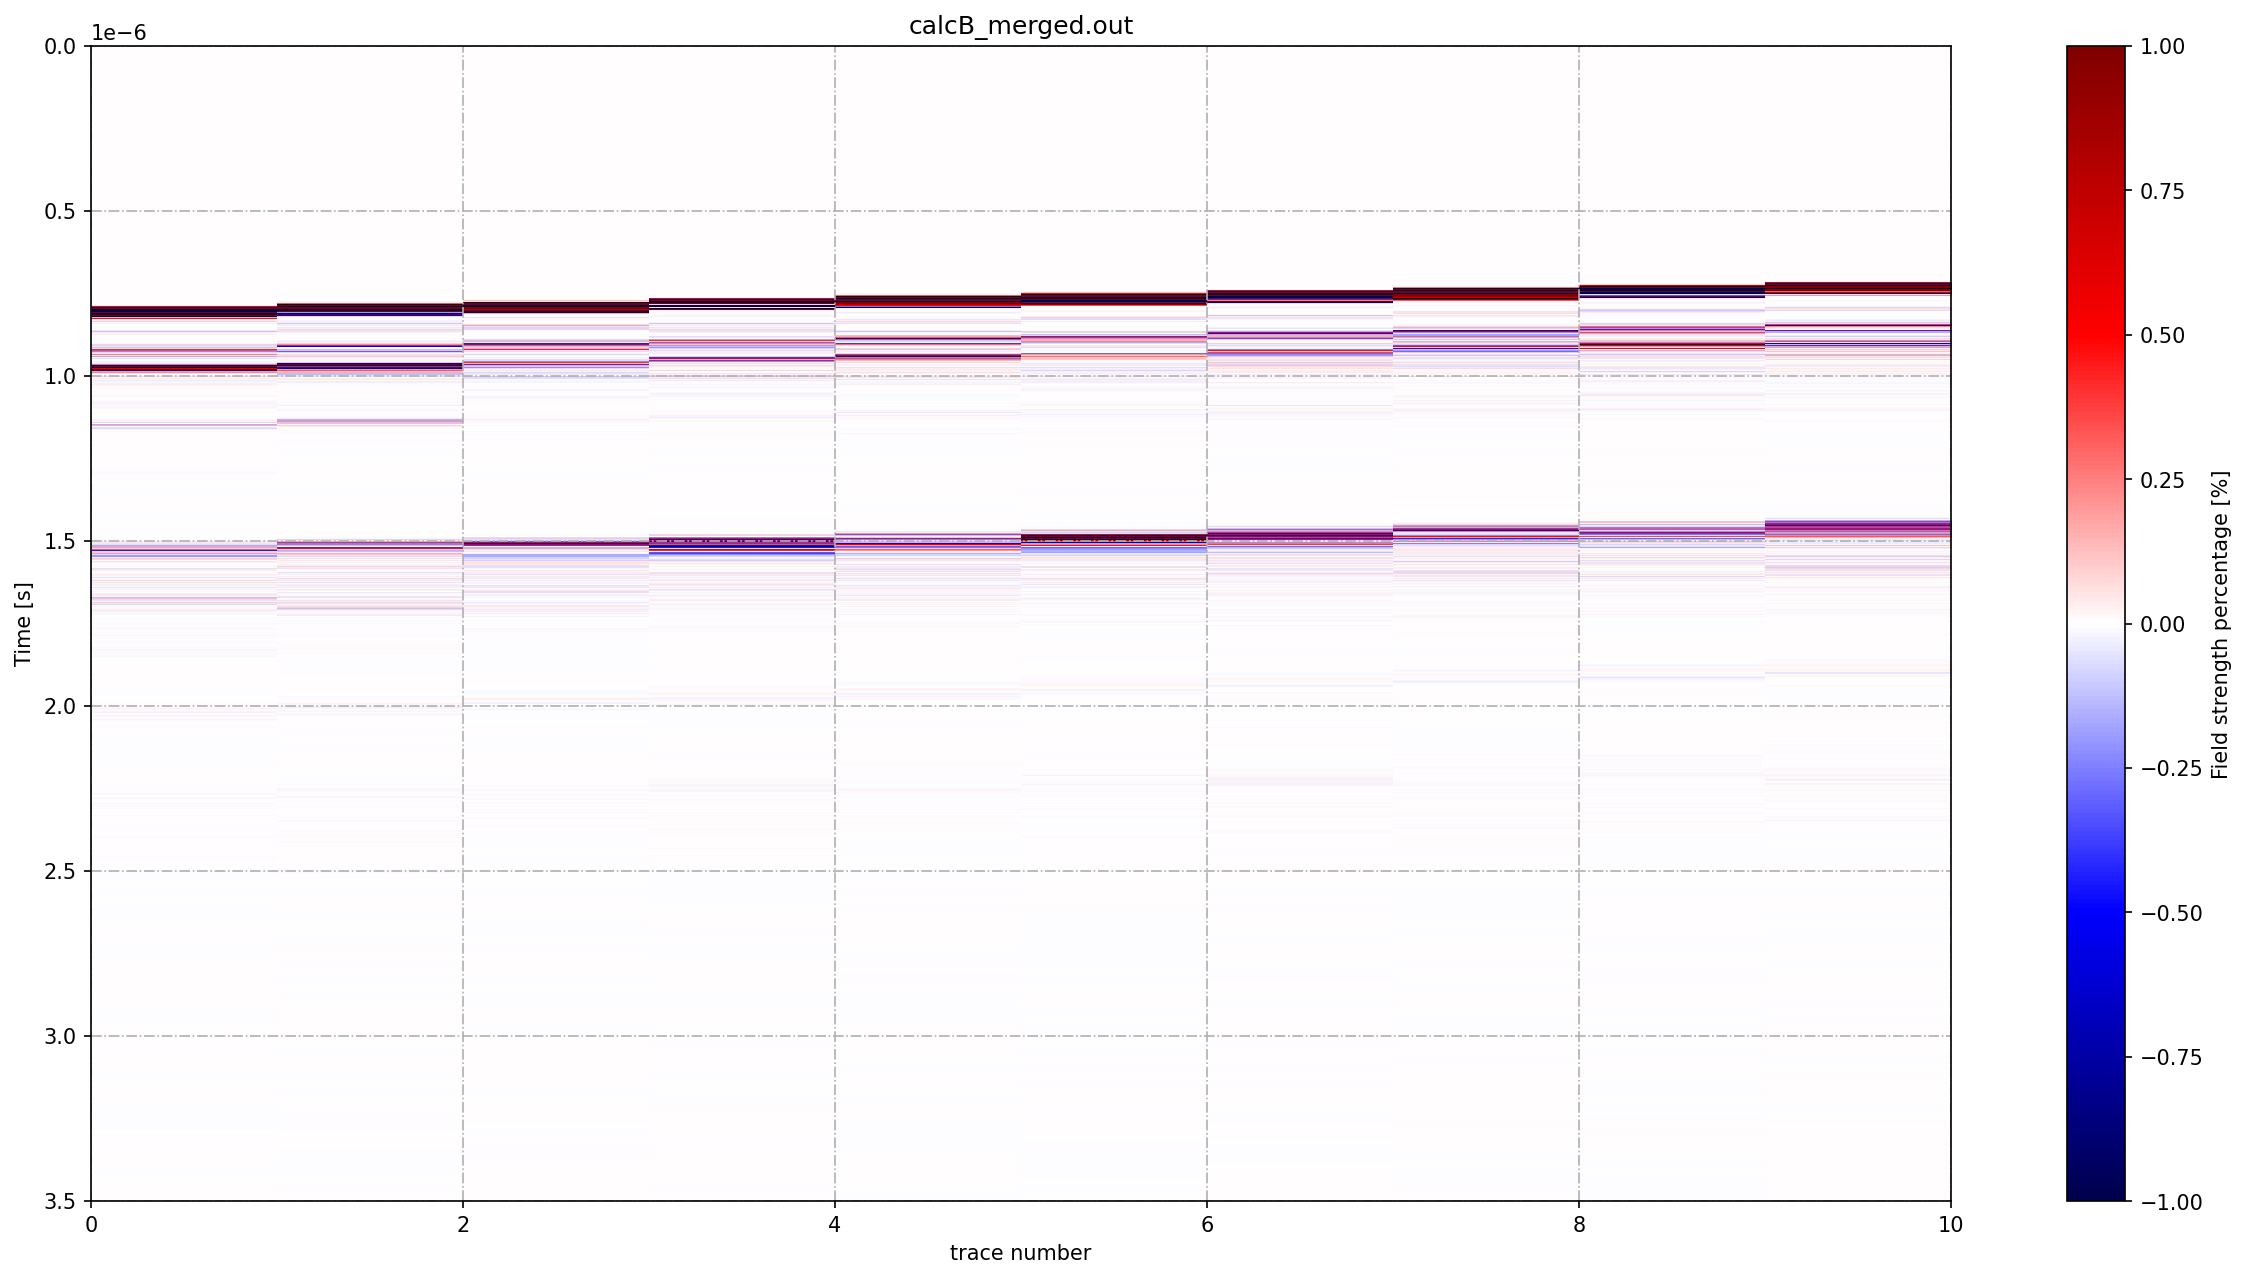 calcB_merged.out
1e−6
0.0
0.5
1.0
1.5
2.0
2.5
3.0
3.5
Time [s]
0 2 4 6 8 10
trace number
1.00
0.75
0.50
0.25
0.00
−0.25
−0.50
−0.75
−1.00
Field strength percentage [%]